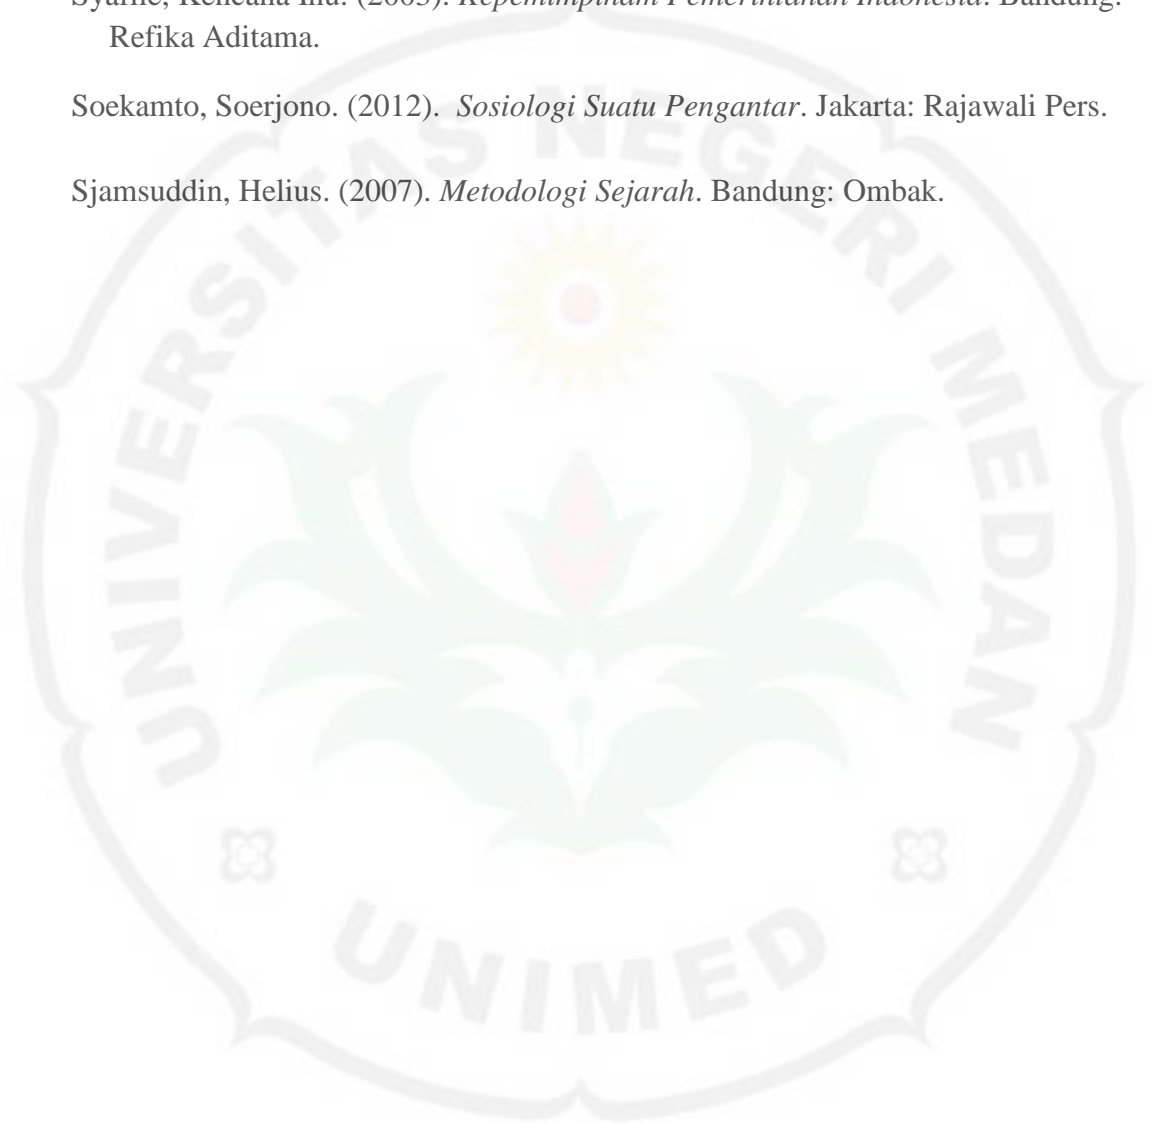 Refika Aditama.
Soekamto, Soerjono. (2012). Sosiologi Suatu Pengantar. Jakarta: Rajawali Pers.
Sjamsuddin, Helius. (2007). Metodologi Sejarah. Bandung: Ombak.
UNIVERSITAS NEGERI MEDAN
UNIMED